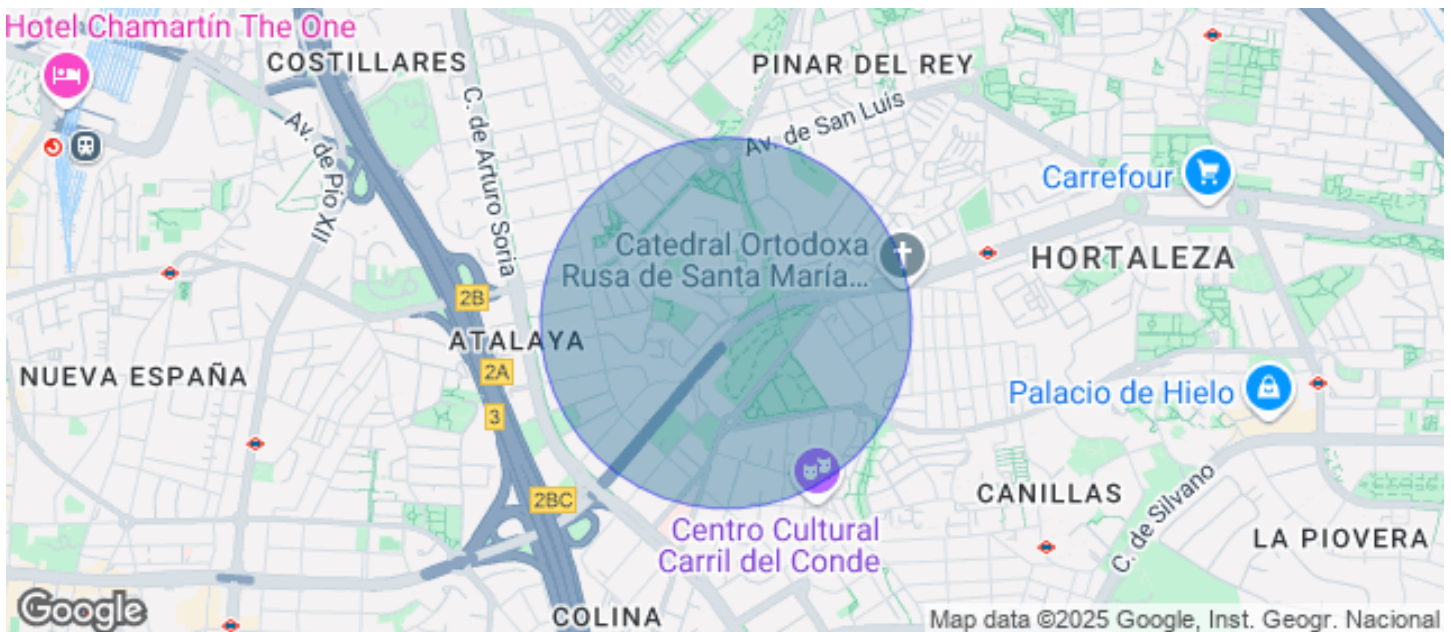 Hotel Chamartín The One
COSTILLARES
PINAR DEL REY
C. de Arturo Soria
Av. de Pío XII
Av. de San Luis
Carrefour
Catedral Ortodoxa
Rusa de Santa María...
HORTALEZA
2B
ATALAYA
2A
NUEVA ESPAÑA
3
Palacio de Hielo
2BC
CANILLAS
C. de Silvano
Centro Cultural
Carril del Conde
LA PIOVERA
COLINA
Google
Map data ©2025 Google, Inst. Geogr. Nacional